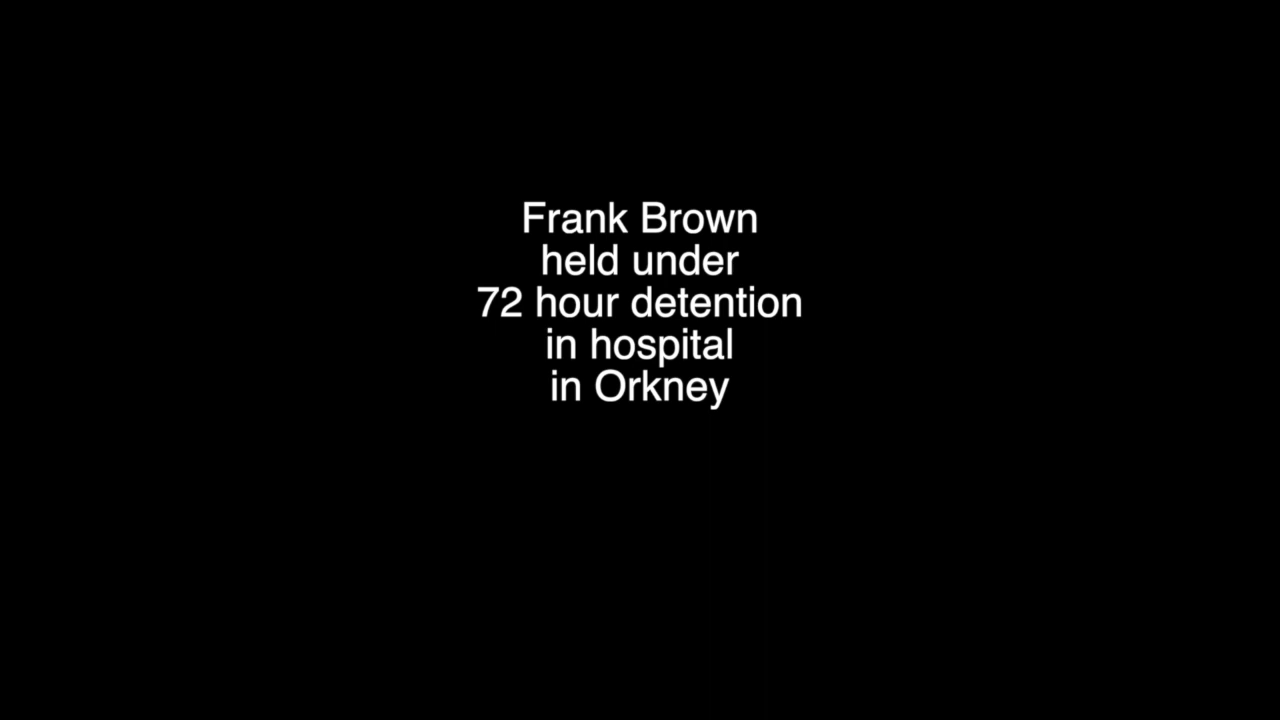 Frank Brown
held under
72 hour detention
in hospital
in Orkney